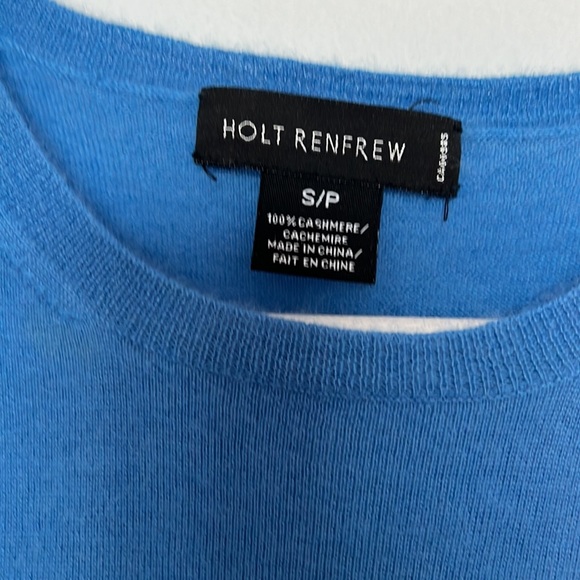 HOLT RENFREW
S/P
100% CASHMERE/
CACHEMIRE
MADE IN CHINA/
FAIT EN CHINE